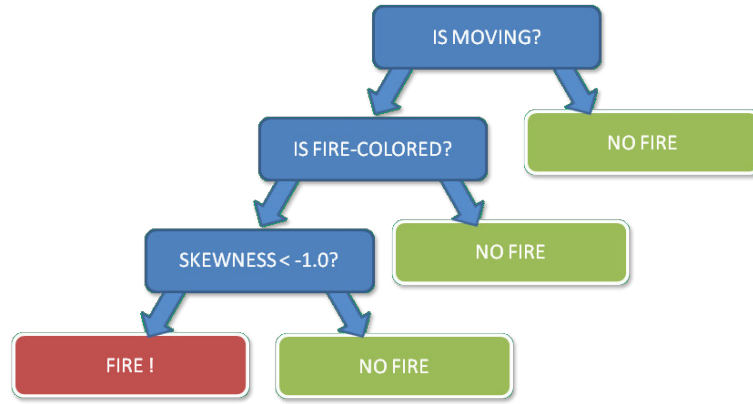 IS MOVING?
IS FIRE-COLORED?
NO FIRE
SKEWNESS < -1.0?
NO FIRE
FIRE !
NO FIRE